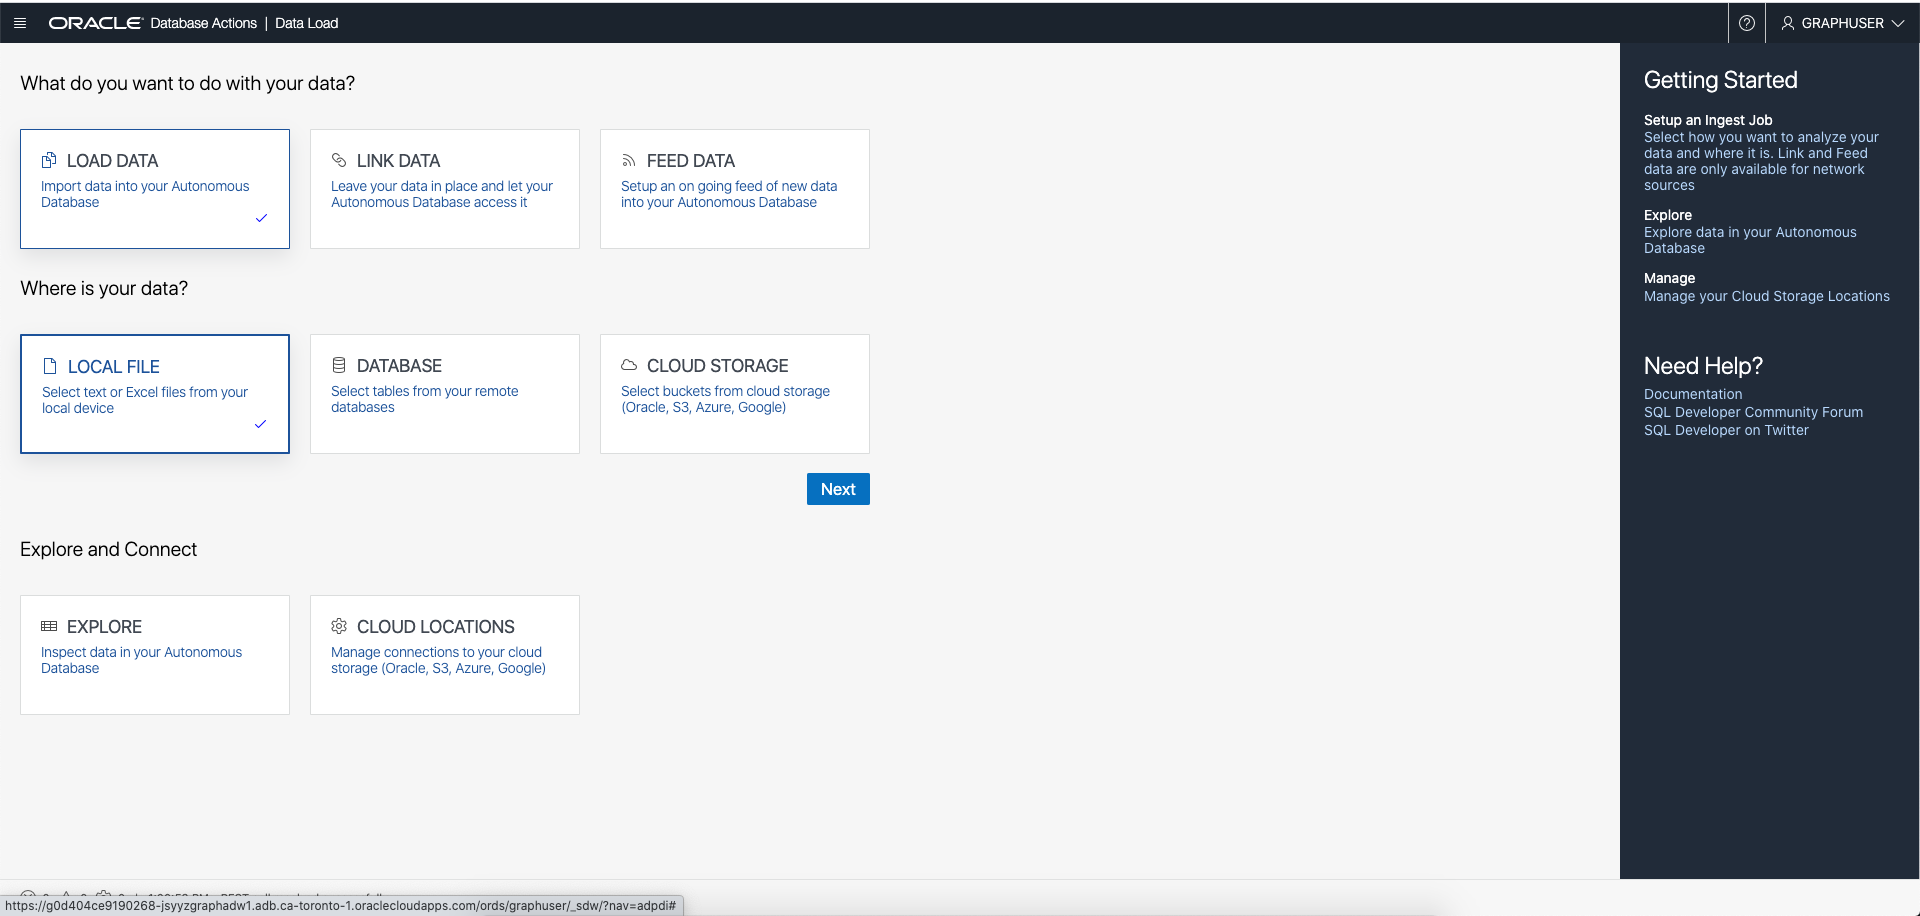 ORACLE Database Actions | Data Load
GRAPHUSER
What do you want to do with your data?
LOAD DATA
Import data into your Autonomous
Database
LINK DATA
Leave your data in place and let your
Autonomous Database access it
FEED DATA
Setup an on going feed of new data
into your Autonomous Database
Where is your data?
LOCAL FILE
Select text or Excel files from your
local device
DATABASE
Select tables from your remote
databases
CLOUD STORAGE
Select buckets from cloud storage
(Oracle, S3, Azure, Google)
Next
Explore and Connect
EXPLORE
Inspect data in your Autonomous
Database
CLOUD LOCATIONS
Manage connections to your cloud
storage (Oracle, S3, Azure, Google)
Getting Started
Setup an Ingest Job
Select how you want to analyze your
data and where it is. Link and Feed
data are only available for network
sources
Explore
Explore data in your Autonomous
Database
Manage
Manage your Cloud Storage Locations
Need Help?
Documentation
SQL Developer Community Forum
SQL Developer on Twitter
https://g0d404ce9190268-jsyyzgraphadw1.adb.ca-toronto-1.oraclecloudapps.com/ords/graphuser/_sdw/?nav=adpdi#